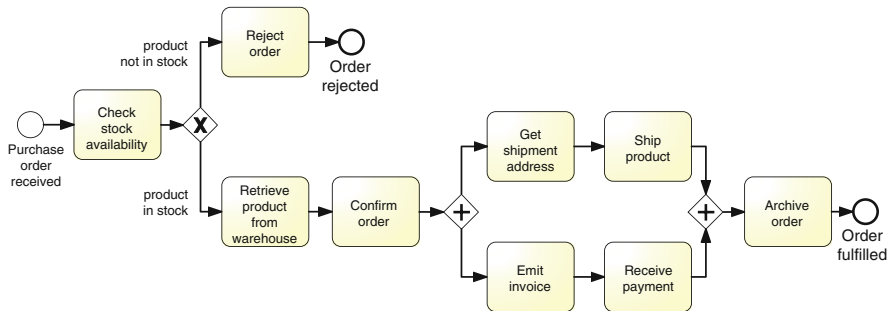 Purchase
order
received
Check
stock
availability
X
product
not in stock
Reject
order
Order
rejected
product
in stock
Retrieve
product
from
warehouse
Confirm
order
Get
shipment
address
Ship
product
Emit
invoice
Receive
payment
Archive
order
Order
fulfilled